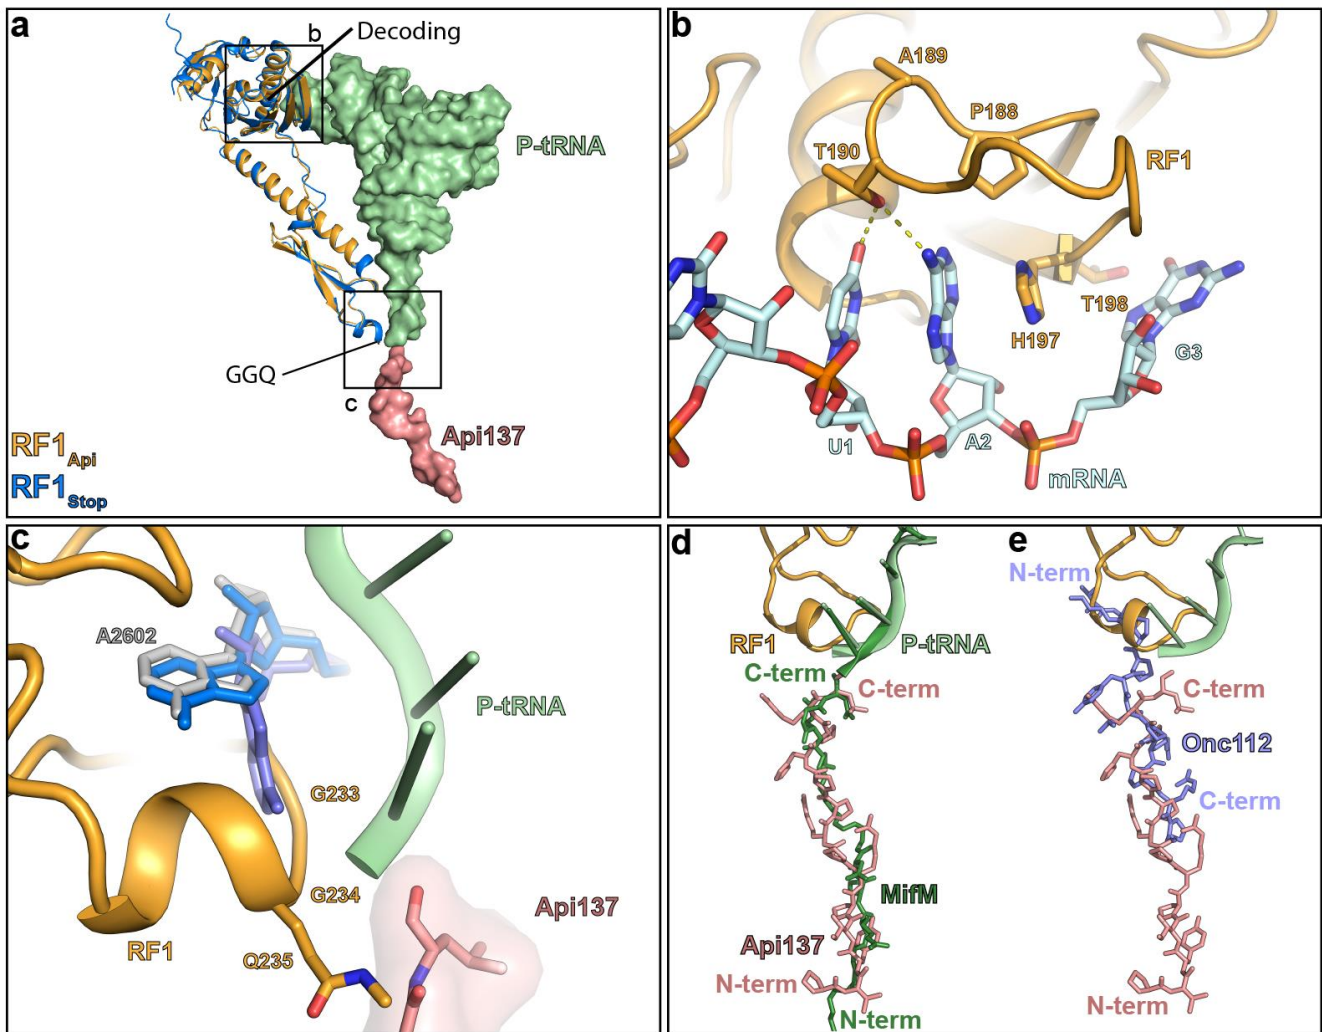 a
b
Decoding
P-tRNA
GGQ
c
Api137
RF1Api
RF1Stop
b
A189
P188
T190
RF1
T198
H197
G3
U1
A2
mRNA
c
A2602
P-tRNA
G233
G234
Api137
RF1
Q235
d
RF1
P-tRNA
C-term
C-term
MifM
Api137
N-term
N-term
e
N-term
C-term
Onc112
C-term
N-term